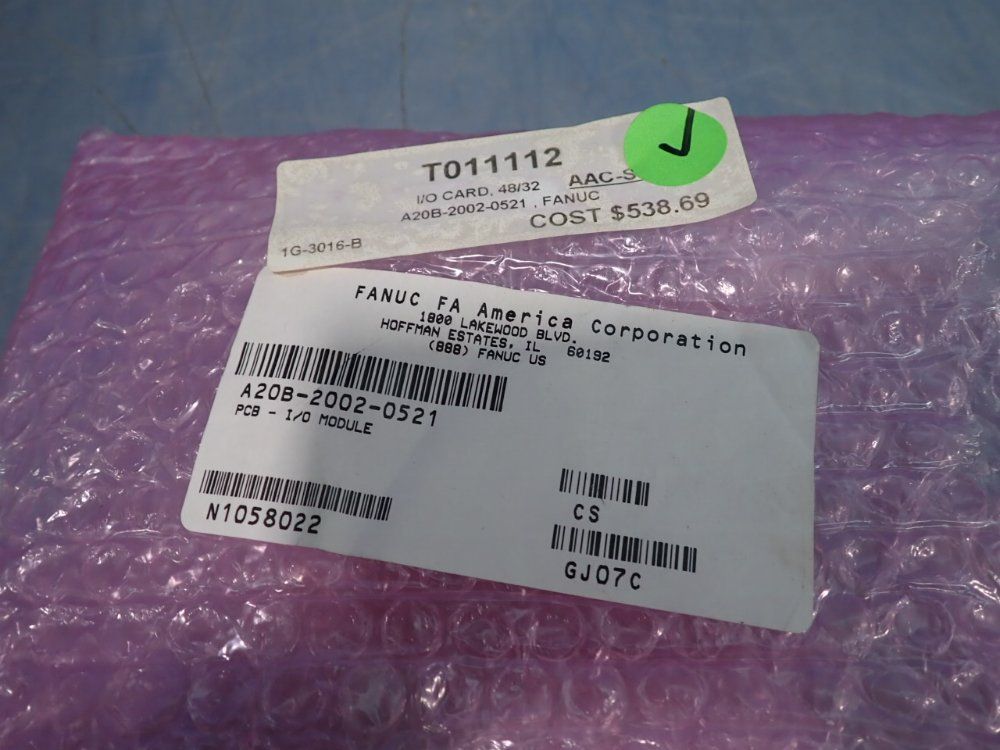 T011112
I/O CARD, 48/32
AAC-S
A20B-2002-0521 , FANUC
COST $538.69
1G-3016-B
FANUC FA America Corporation
1800 LAKEWOOD BLVD.
HOFFMAN ESTATES, IL 60192
(888) FANUC US
A20B-2002-0521
PCB - I/O MODULE
N1058022
CS
GJ07C